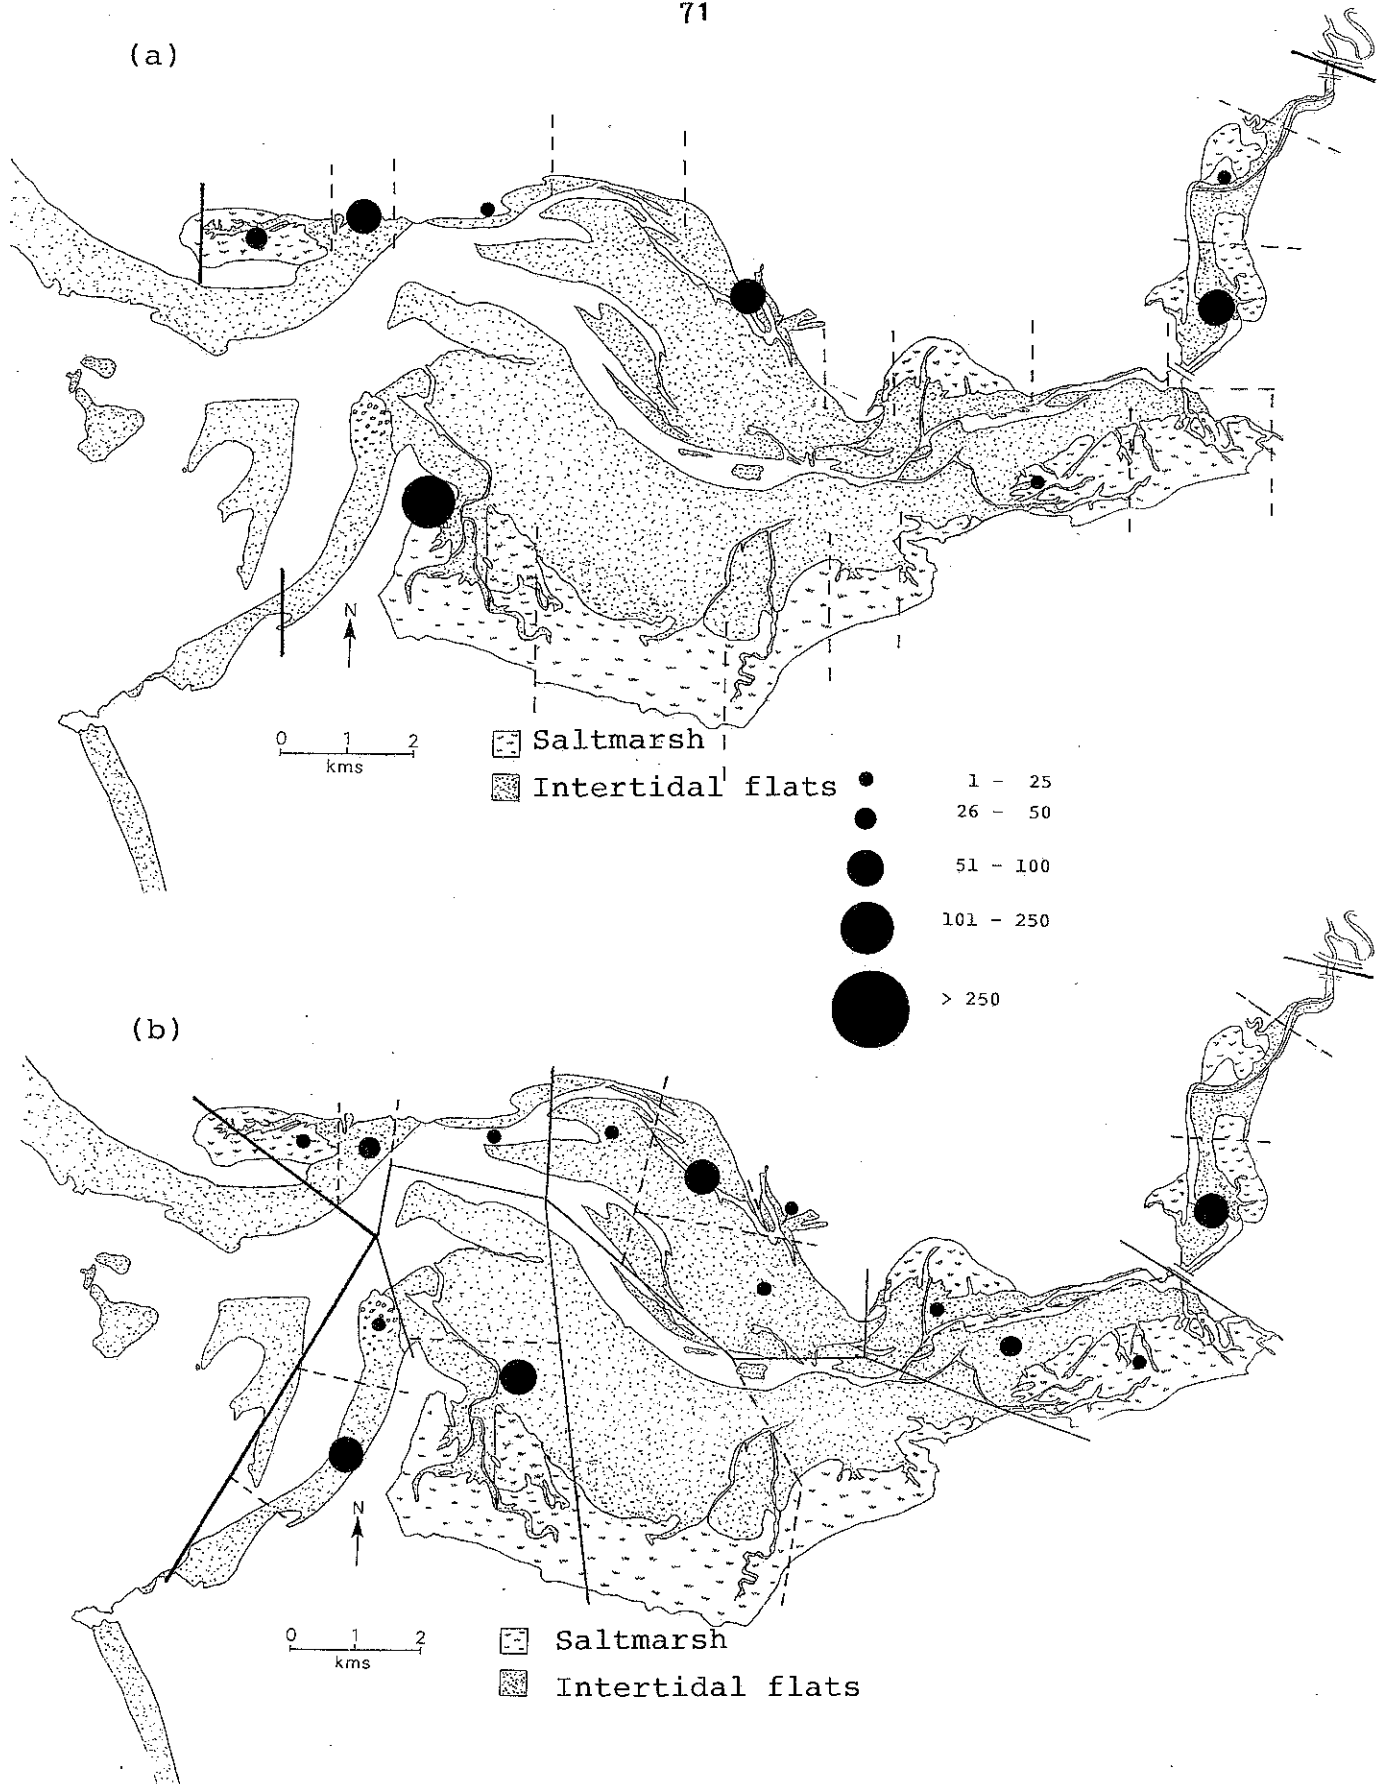 71
(a)
N
0 1 2
kms
Saltmarsh
Intertidal flats
1 - 25
26 - 50
51 - 100
101 - 250
> 250
(b)
N
0 1 2
kms
Saltmarsh
Intertidal flats